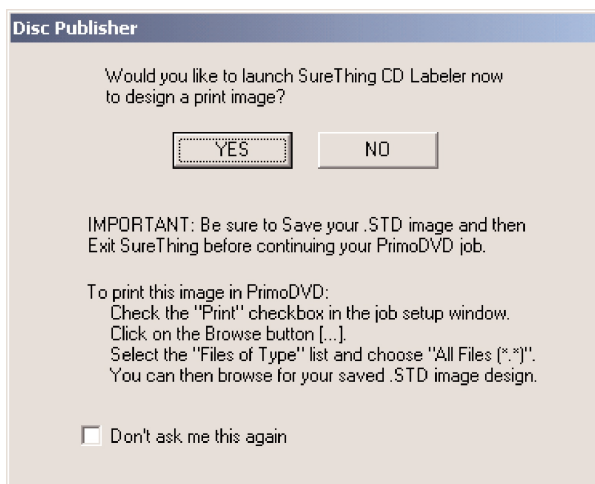 Disc Publisher
Would you like to launch SureThing CD Labeler now
to design a print image?
YES
NO
IMPORTANT: Be sure to Save your .STD image and then
Exit SureThing before continuing your PrimoDVD job.
To print this image in PrimoDVD:
Check the "Print" checkbox in the job setup window.
Click on the Browse button [...].
Select the "Files of Type" list and choose "All Files (*.*)".
You can then browse for your saved .STD image design.
Don't ask me this again